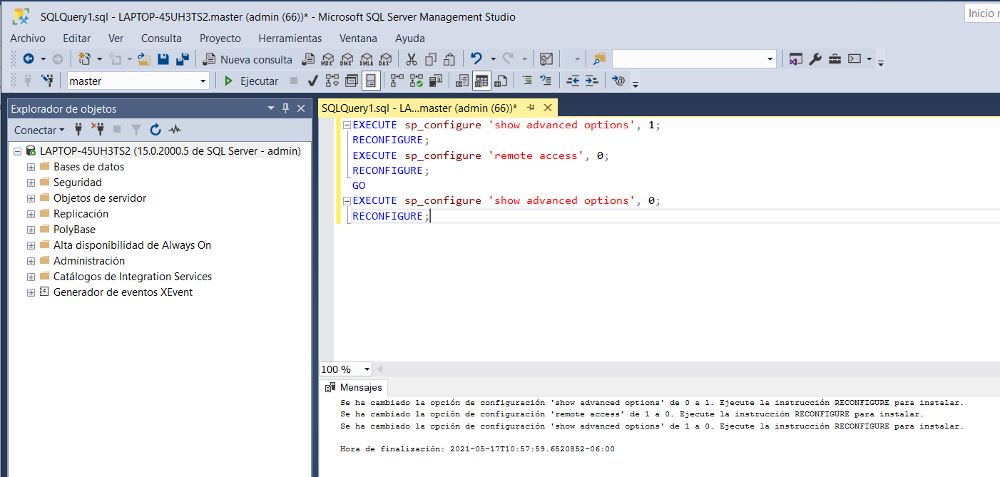 SQLQuery1.sql - LAPTOP-45UH3TS2.master (admin (66))* - Microsoft SQL Server Management Studio
Inicio r
Archivo Editar Ver Consulta Proyecto Herramientas Ventana Ayuda
Nueva consulta MDX DMX XMLA DAX
master Ejecutar
Explorador de objetos
Conectar
LAPTOP-45UH3TS2 (15.0.2000.5 de SQL Server - admin)
Bases de datos
Seguridad
Objetos de servidor
Replicación
PolyBase
Alta disponibilidad de Always On
Administración
Catálogos de Integration Services
Generador de eventos XEvent
SQLQuery1.sql - LA...master (admin (66))*
EXECUTE sp_configure 'show advanced options', 1;
RECONFIGURE;
EXECUTE sp_configure 'remote access', 0;
RECONFIGURE;
GO
EXECUTE sp_configure 'show advanced options', 0;
RECONFIGURE;
100 %
Mensajes
Se ha cambiado la opción de configuración 'show advanced options' de 0 a 1. Ejecute la instrucción RECONFIGURE para instalar.
Se ha cambiado la opción de configuración 'remote access' de 1 a 0. Ejecute la instrucción RECONFIGURE para instalar.
Se ha cambiado la opción de configuración 'show advanced options' de 1 a 0. Ejecute la instrucción RECONFIGURE para instalar.
Hora de finalización: 2021-05-17T10:57:59.6520852-06:00